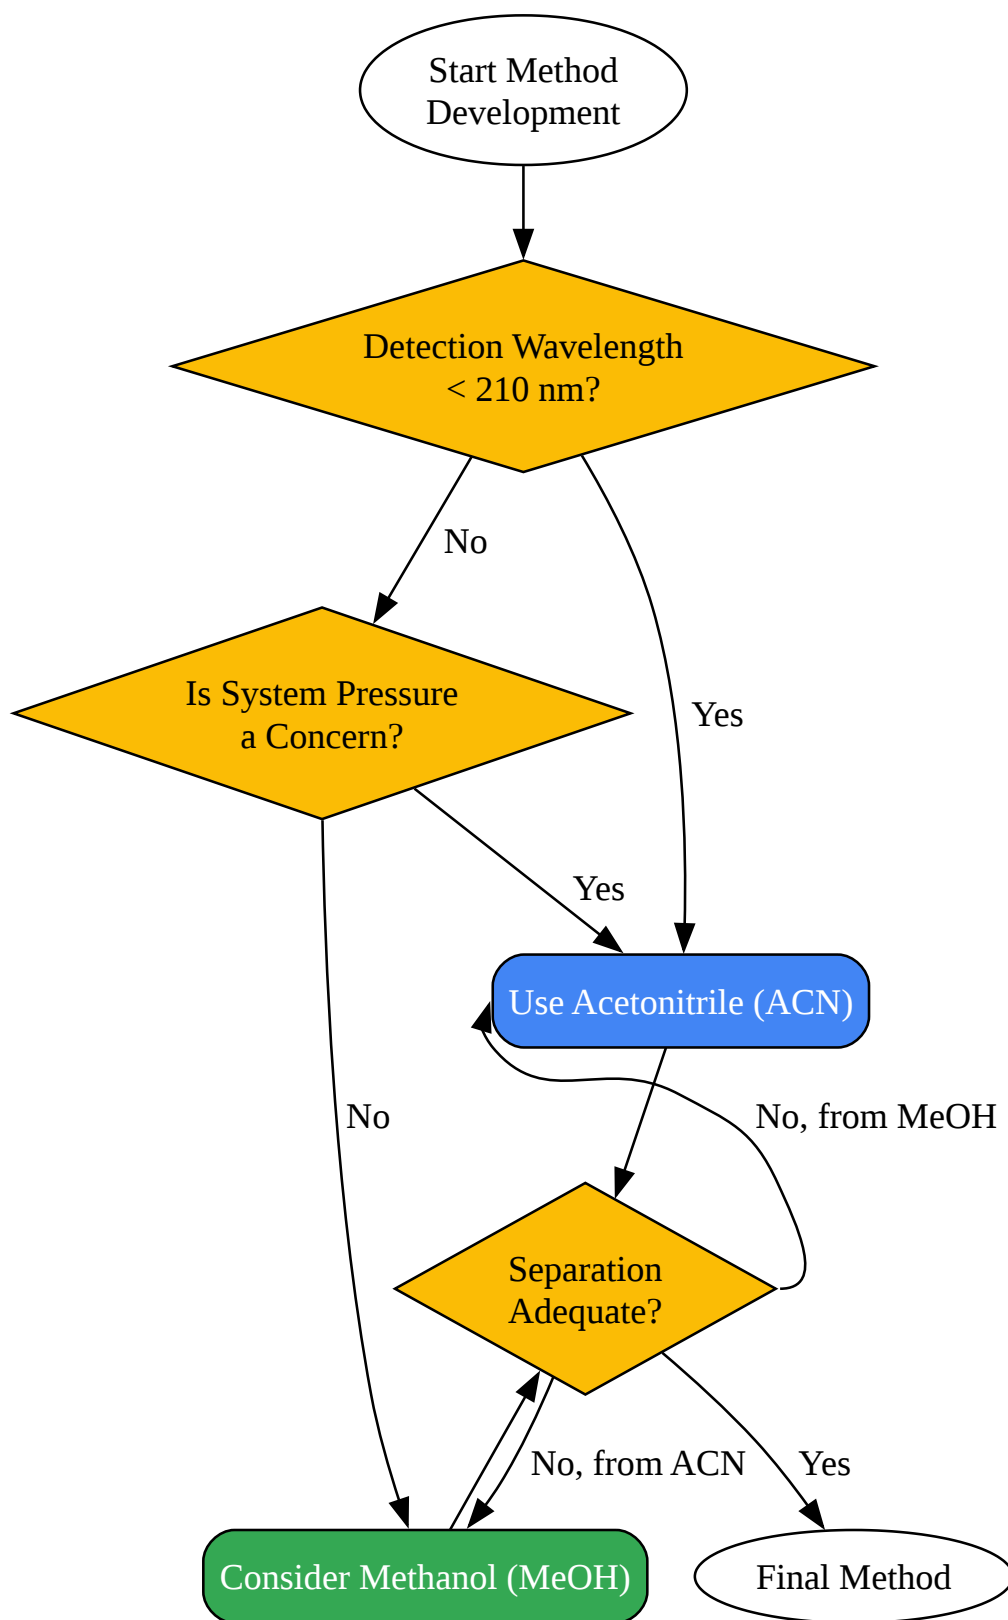 Start Method
Development
Detection Wavelength
< 210 nm?
No
Is System Pressure
a Concern?
Yes
Yes
Use Acetonitrile (ACN)
No
No, from MeOH
Separation
Adequate?
No, from ACN
Yes
Consider Methanol (MeOH)
Final Method